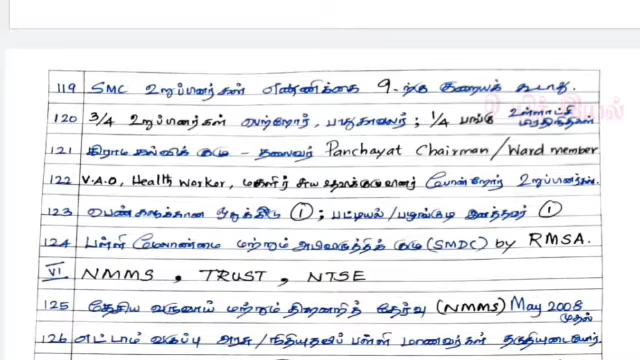 119 SMC உறுப்பினர்கள் எண்ணிக்கை 9-ற்கு குறையக் கூடாது.
120 3/4 உறுப்பினர்கள் பெற்றோர், பாதுகாவலர்; 1/4 பங்கு உள்ளாட்சி பிரதிநிதிகள்
121 கிராம கல்விக் குழு - தலைவர் Panchayat Chairman/Ward member
122 V.A.O, Health Worker, மகளிர் சுய உதவிக்குழுவினர் போன்றோர் உறுப்பினர்கள்.
123 பெண்களுக்கான ஒதுக்கீடு ①; பட்டியல்/பழங்குடி இனத்தவர் ①
124 பள்ளி மேலாண்மை மற்றும் அபிவிருத்திக் குழு (SMDC) by RMSA.
VI NMMS, TRUST, NTSE
125 தேசிய வருவாய் மற்றும் திறனறித் தேர்வு (NMMS) May 2008 முதல்
126 எட்டாம் வகுப்பு அரசு/நிதியுதவிப் பள்ளி மாணவர்கள் தகுதியுடையோர்.